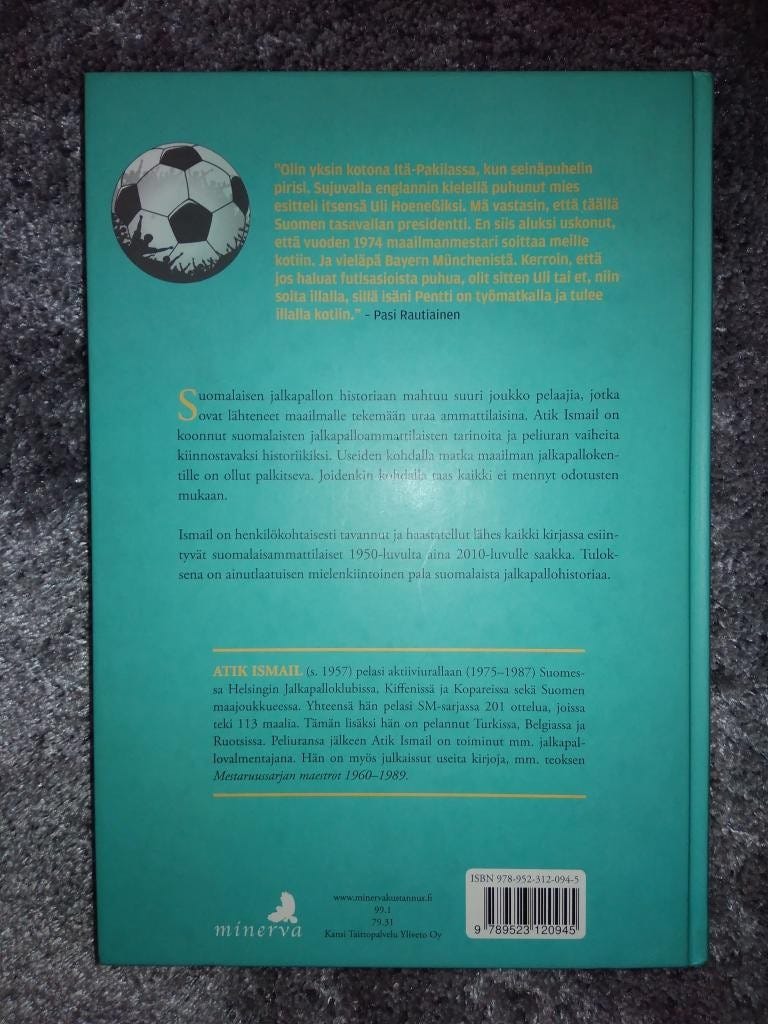 "Olin yksin kotona Itä-Pakilassa, kun seinäpuhelin
pirisi. Sujuvalla englannin kielellä puhunut mies
esitteli itsensä Uli Hoeneßiksi. Mä vastasin, että täällä
Suomen tasavallan presidentti. En siis aluksi uskonut,
että vuoden 1974 maailmanmestari soittaa meille
kotiin. Ja vieläpä Bayern Münchenistä. Kerroin, että
jos haluat futisasioista puhua, olit sitten Uli tai et, niin
soita illalla, sillä isäni Pentti on työmatkalla ja tulee
illalla kotiin." - Pasi Rautiainen
Suomalaisen jalkapallon historiaan mahtuu suuri joukko pelaajia, jotka
ovat lähteneet maailmalle tekemään uraa ammattilaisina. Atik Ismail on
koonnut suomalaisten jalkapalloammattilaisten tarinoita ja peliuran vaiheita
kiinnostavaksi historiikiksi. Useiden kohdalla matka maailman jalkapalloken-
tille on ollut palkitseva. Joidenkin kohdalla taas kaikki ei mennyt odotusten
mukaan.
Ismail on henkilökohtaisesti tavannut ja haastatellut lähes kaikki kirjassa esiin-
tyvät suomalaisammattilaiset 1950-luvulta aina 2010-luvulle saakka. Tulok-
sena on ainutlaatuisen mielenkiintoinen pala suomalaista jalkapallohistoriaa.
ATIK ISMAIL (s. 1957) pelasi aktiiviurallaan (1975–1987) Suomes-
sa Helsingin Jalkapalloklubissa, Kiffenissä ja Kopareissa sekä Suomen
maajoukkueessa. Yhteensä hän pelasi SM-sarjassa 201 ottelua, joissa
teki 113 maalia. Tämän lisäksi hän on pelannut Turkissa, Belgiassa ja
Ruotsissa. Peliuransa jälkeen Atik Ismail on toiminut mm. jalkapal-
lovalmentajana. Hän on myös julkaissut useita kirjoja, mm. teoksen
Mestaruussarjan maestrot 1960–1989.
minerva
www.minervakustannus.fi
99.1
79.31
Kansi Taittopalvelu Yliveto Oy
ISBN 978-952-312-094-5
9 789523 120945